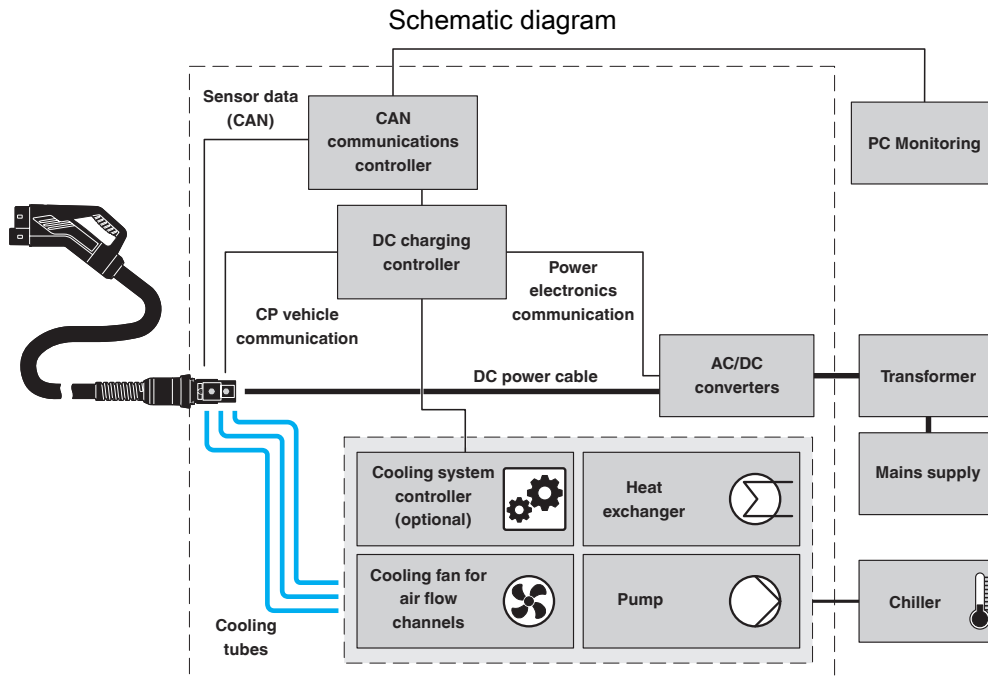 Schematic diagram
Sensor data
(CAN)
CAN
communications
controller
PC Monitoring
DC charging
controller
CP vehicle
communication
Power
electronics
communication
DC power cable
AC/DC
converters
Transformer
Mains supply
Cooling system
controller
(optional)
Heat
exchanger
Cooling fan for
air flow
channels
Pump
Chiller
Cooling
tubes